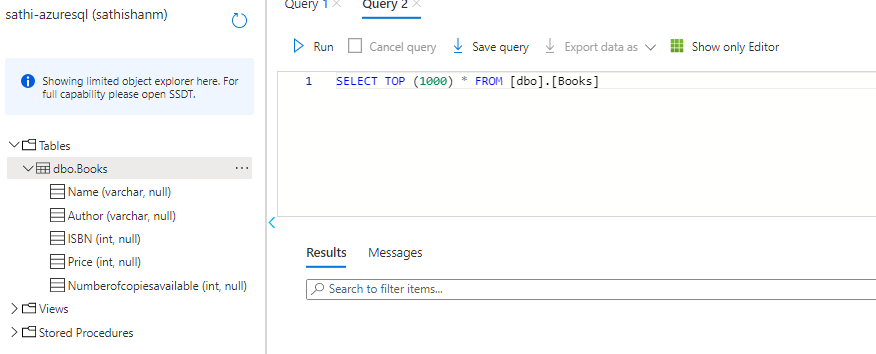 sathi-azuresql (sathishanm)
Showing limited object explorer here. For
full capability please open SSDT.
Tables
dbo.Books
Name (varchar, null)
Author (varchar, null)
ISBN (int, null)
Price (int, null)
Numberofcopiesavailable (int, null)
Views
Stored Procedures
Query 1
Query 2
Run
Cancel query
Save query
Export data as
Show only Editor
1 SELECT TOP (1000) * FROM [dbo].[Books]
Results
Messages
Search to filter items...